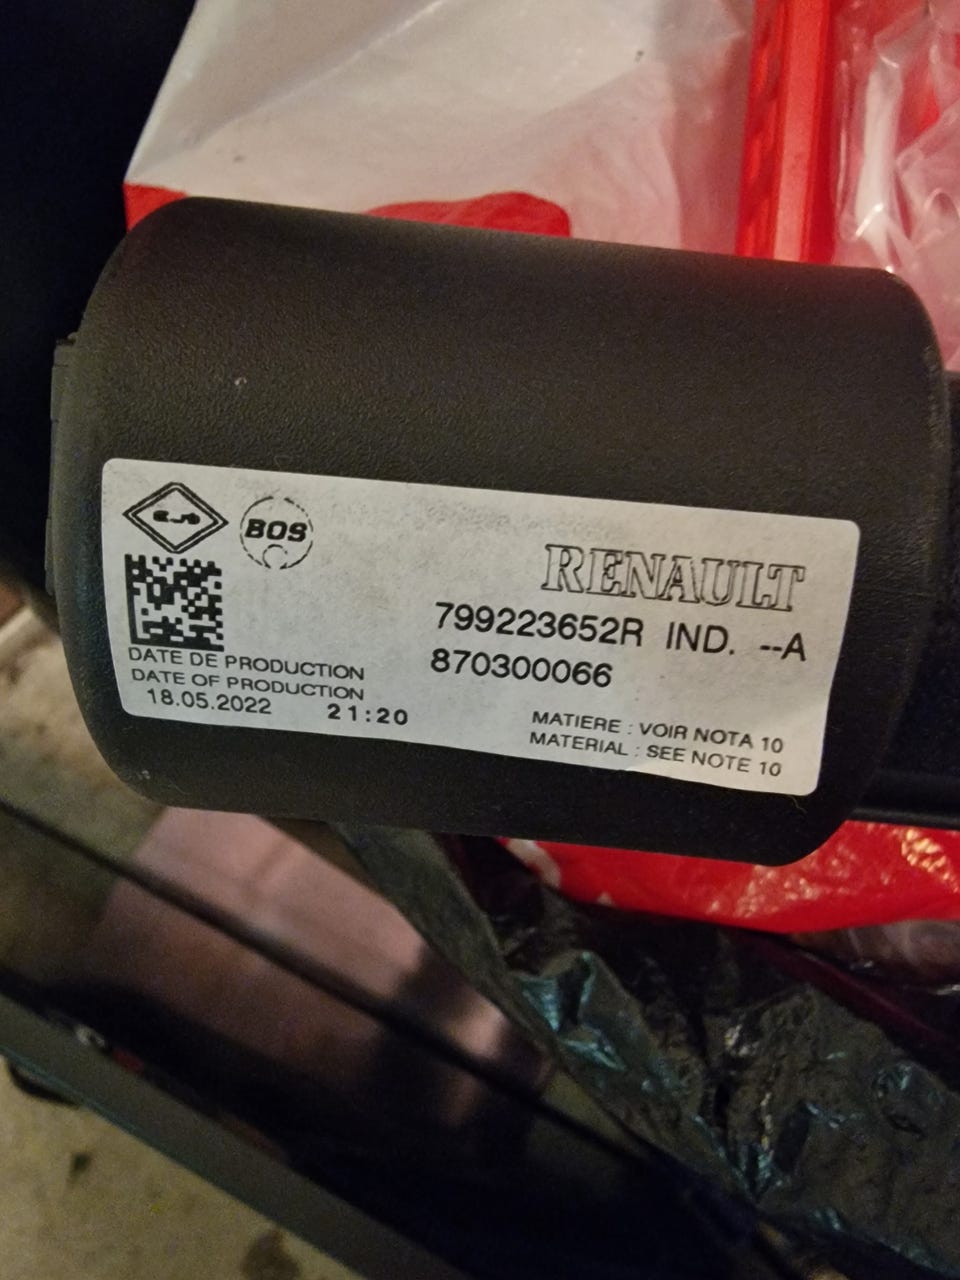 BOS
RENAULT
799223652R IND. --A
870300066
DATE DE PRODUCTION
DATE OF PRODUCTION
18.05.2022 21:20
MATIERE : VOIR NOTA 10
MATERIAL : SEE NOTE 10